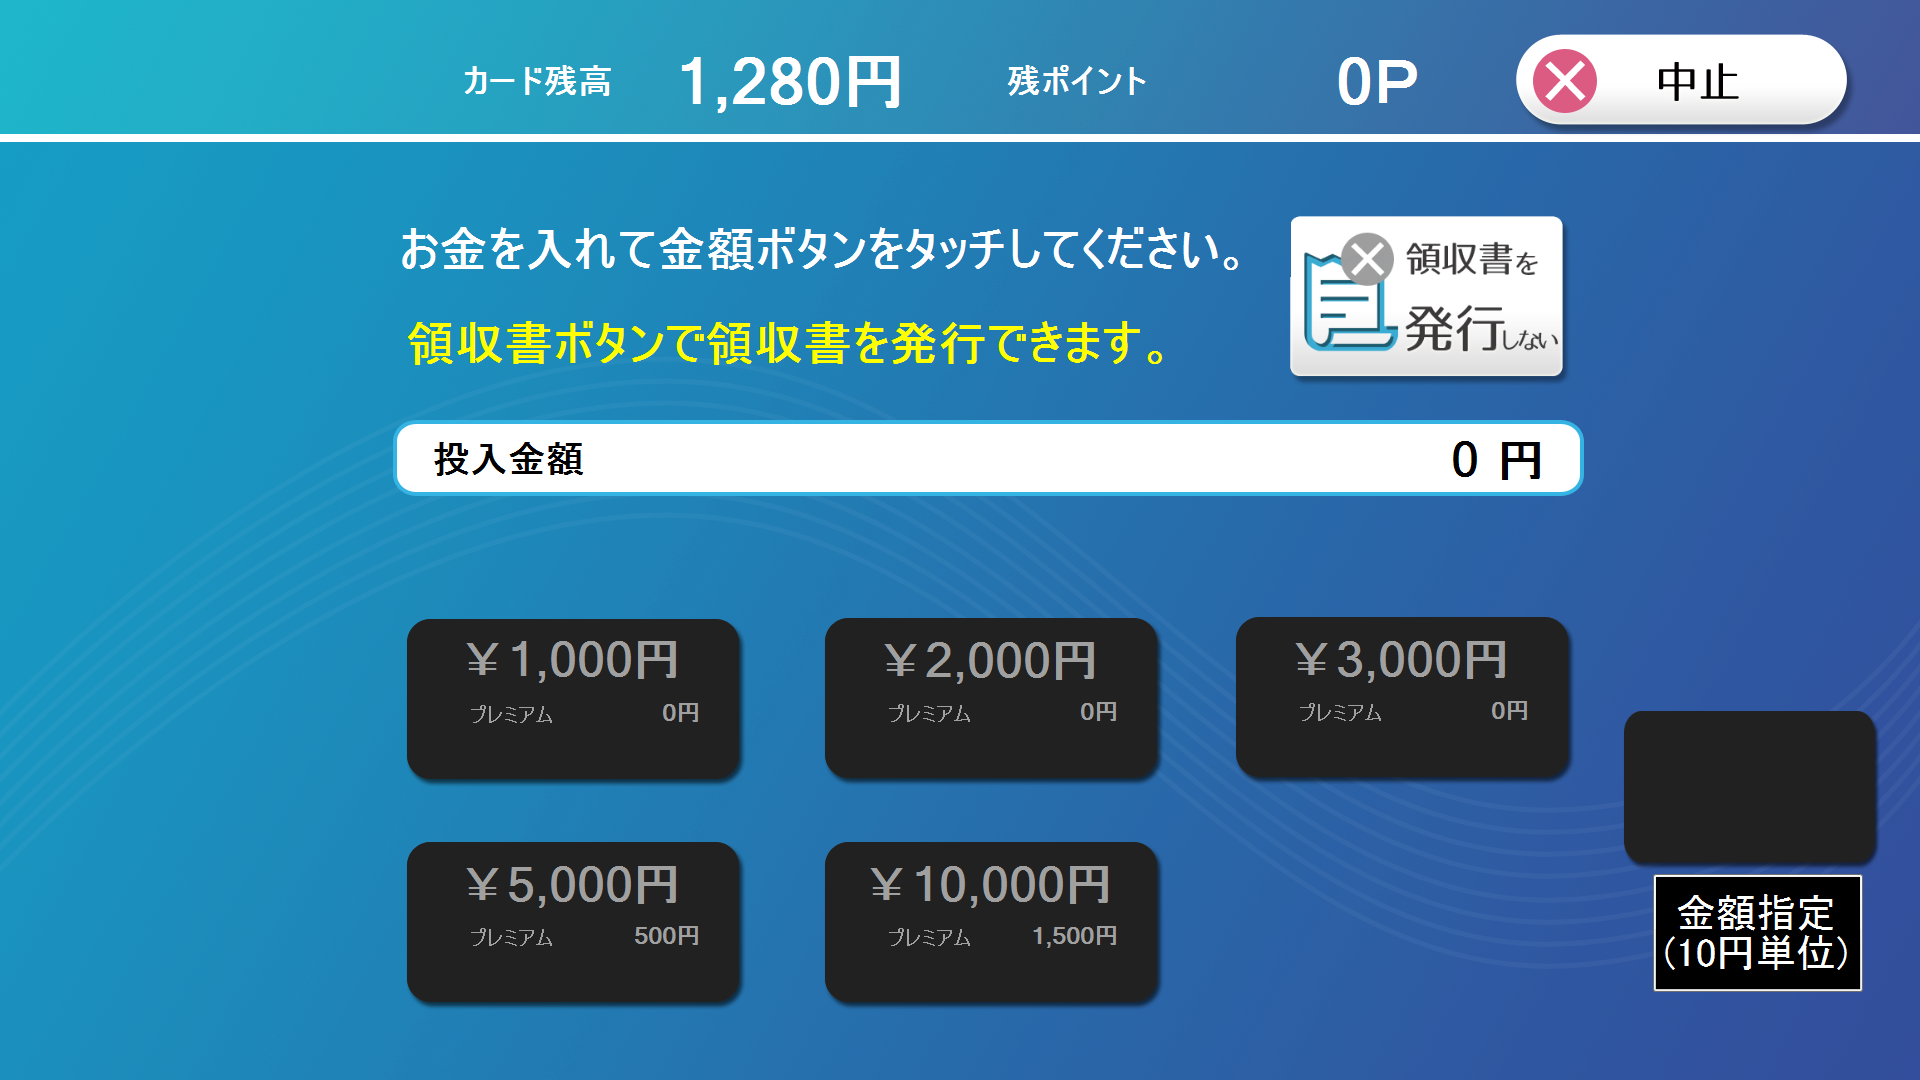 カード残高 1,280円 残ポイント 0P 中止
お金を入れて金額ボタンをタッチしてください。
領収書ボタンで領収書を発行できます。
領収書を
発行しない
投入金額 0 円
￥1,000円
プレミアム 0円
￥2,000円
プレミアム 0円
￥3,000円
プレミアム 0円
￥5,000円
プレミアム 500円
￥10,000円
プレミアム 1,500円
金額指定
(10円単位)